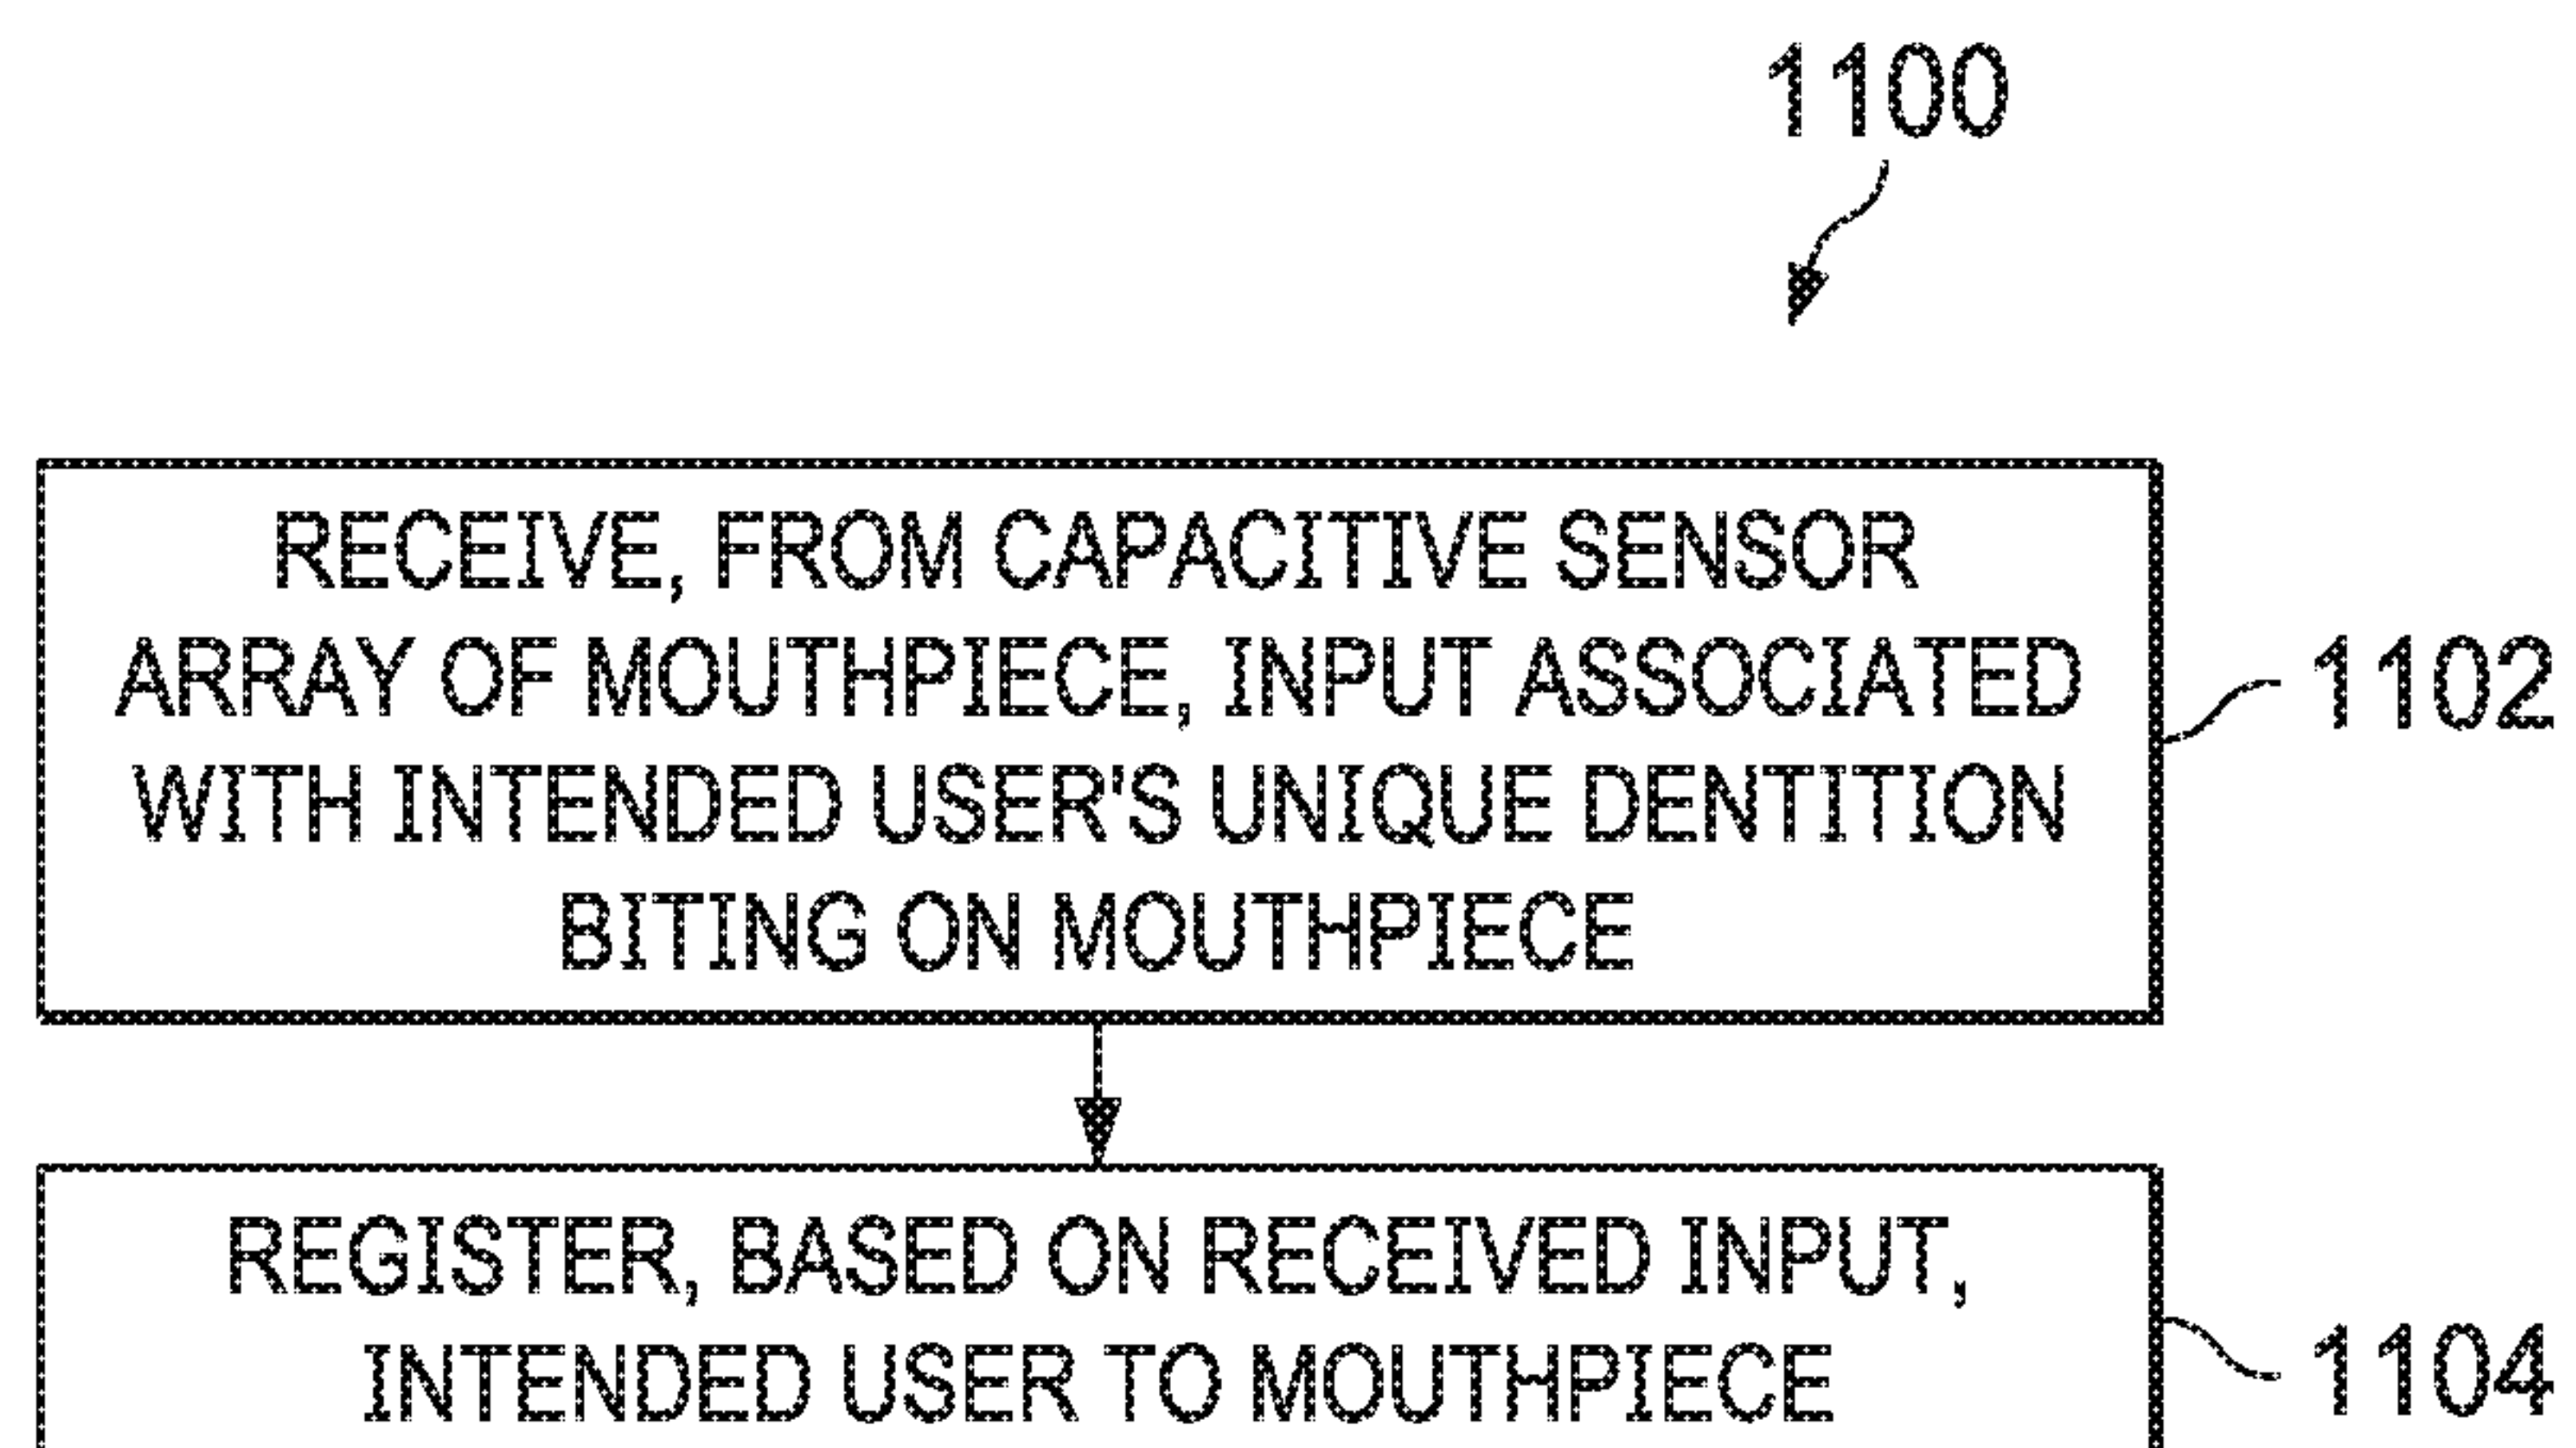 1100
RECEIVE, FROM CAPACITIVE SENSOR
ARRAY OF MOUTHPIECE, INPUT ASSOCIATED
WITH INTENDED USER'S UNIQUE DENTITION
BITING ON MOUTHPIECE
1102
REGISTER, BASED ON RECEIVED INPUT,
INTENDED USER TO MOUTHPIECE
1104